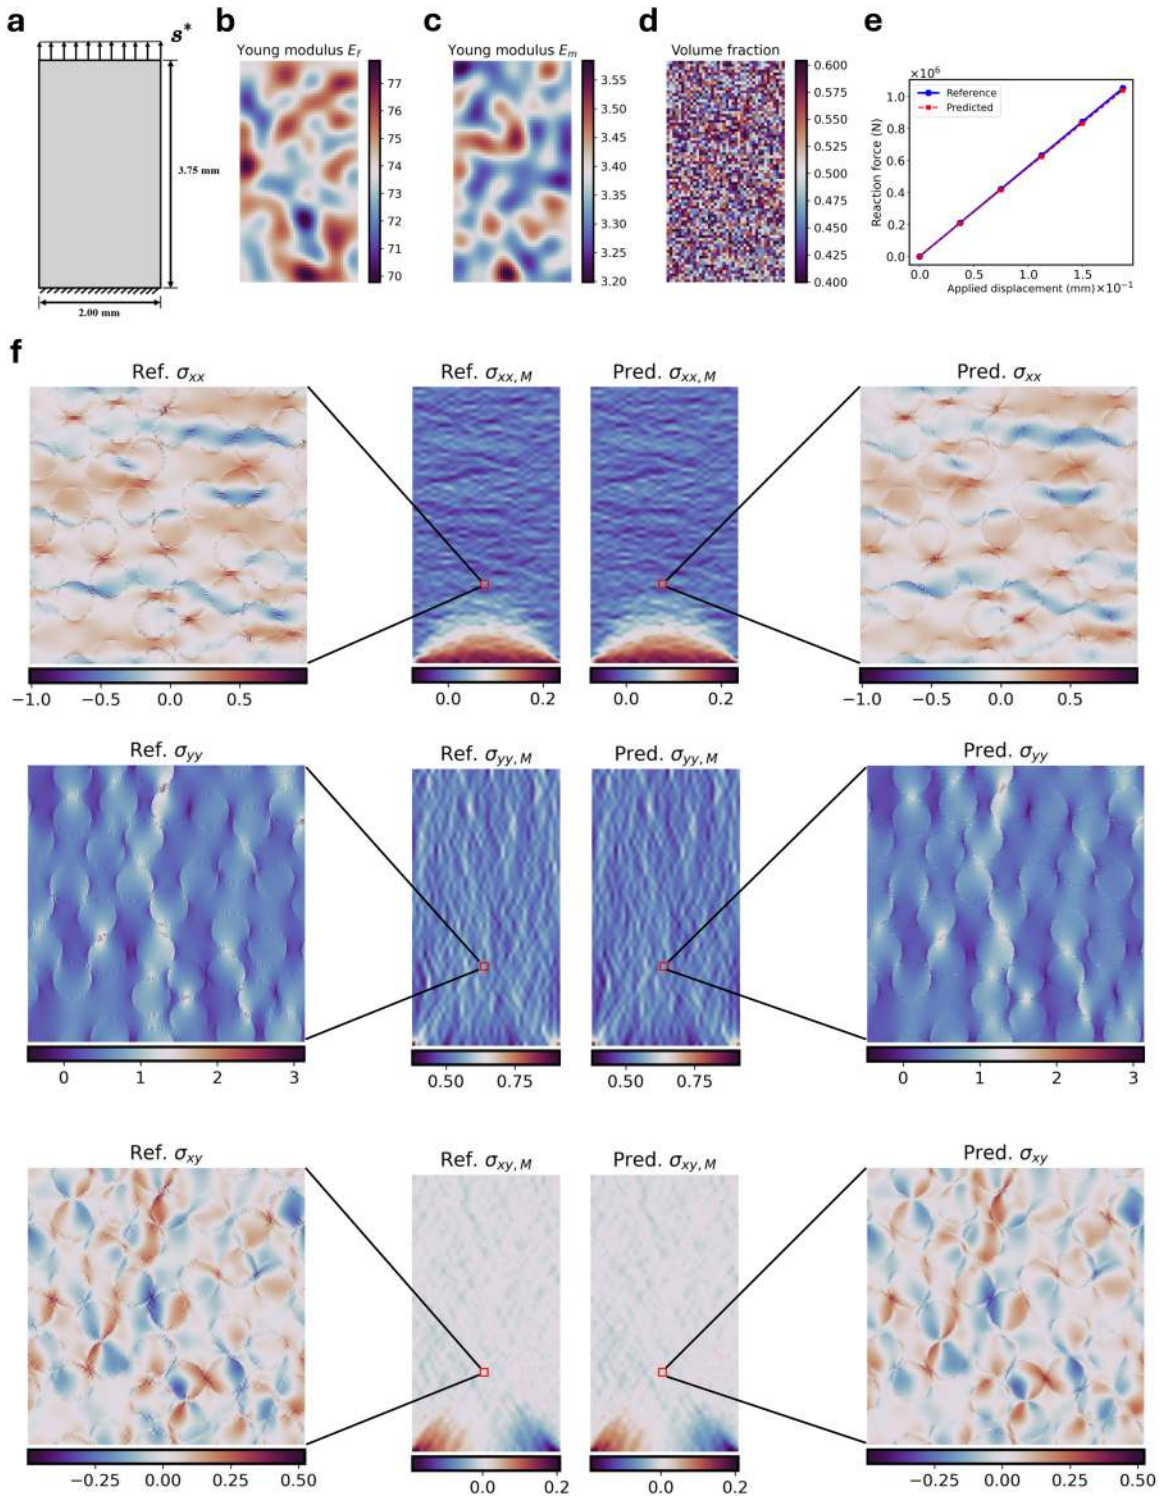 a
b
c
d
e
s*
3.75 mm
2.00 mm
Young modulus E_f
77
76
75
74
73
72
71
70
Young modulus E_m
3.55
3.50
3.45
3.40
3.35
3.30
3.25
3.20
Volume fraction
0.600
0.575
0.550
0.525
0.500
0.475
0.450
0.425
0.400
×10^6
Reference
Predicted
Reaction force (N)
1.0
0.8
0.6
0.4
0.2
0.0
0.0 0.5 1.0 1.5
Applied displacement (mm) ×10^−1
f
Ref. σ_xx
Ref. σ_xx, M
Pred. σ_xx, M
Pred. σ_xx
−1.0 −0.5 0.0 0.5
0.0 0.2
0.0 0.2
−1.0 −0.5 0.0 0.5
Ref. σ_yy
Ref. σ_yy, M
Pred. σ_yy, M
Pred. σ_yy
0 1 2 3
0.50 0.75
0.50 0.75
0 1 2 3
Ref. σ_xy
Ref. σ_xy, M
Pred. σ_xy, M
Pred. σ_xy
−0.25 0.00 0.25 0.50
0.0 0.2
0.0 0.2
−0.25 0.00 0.25 0.50